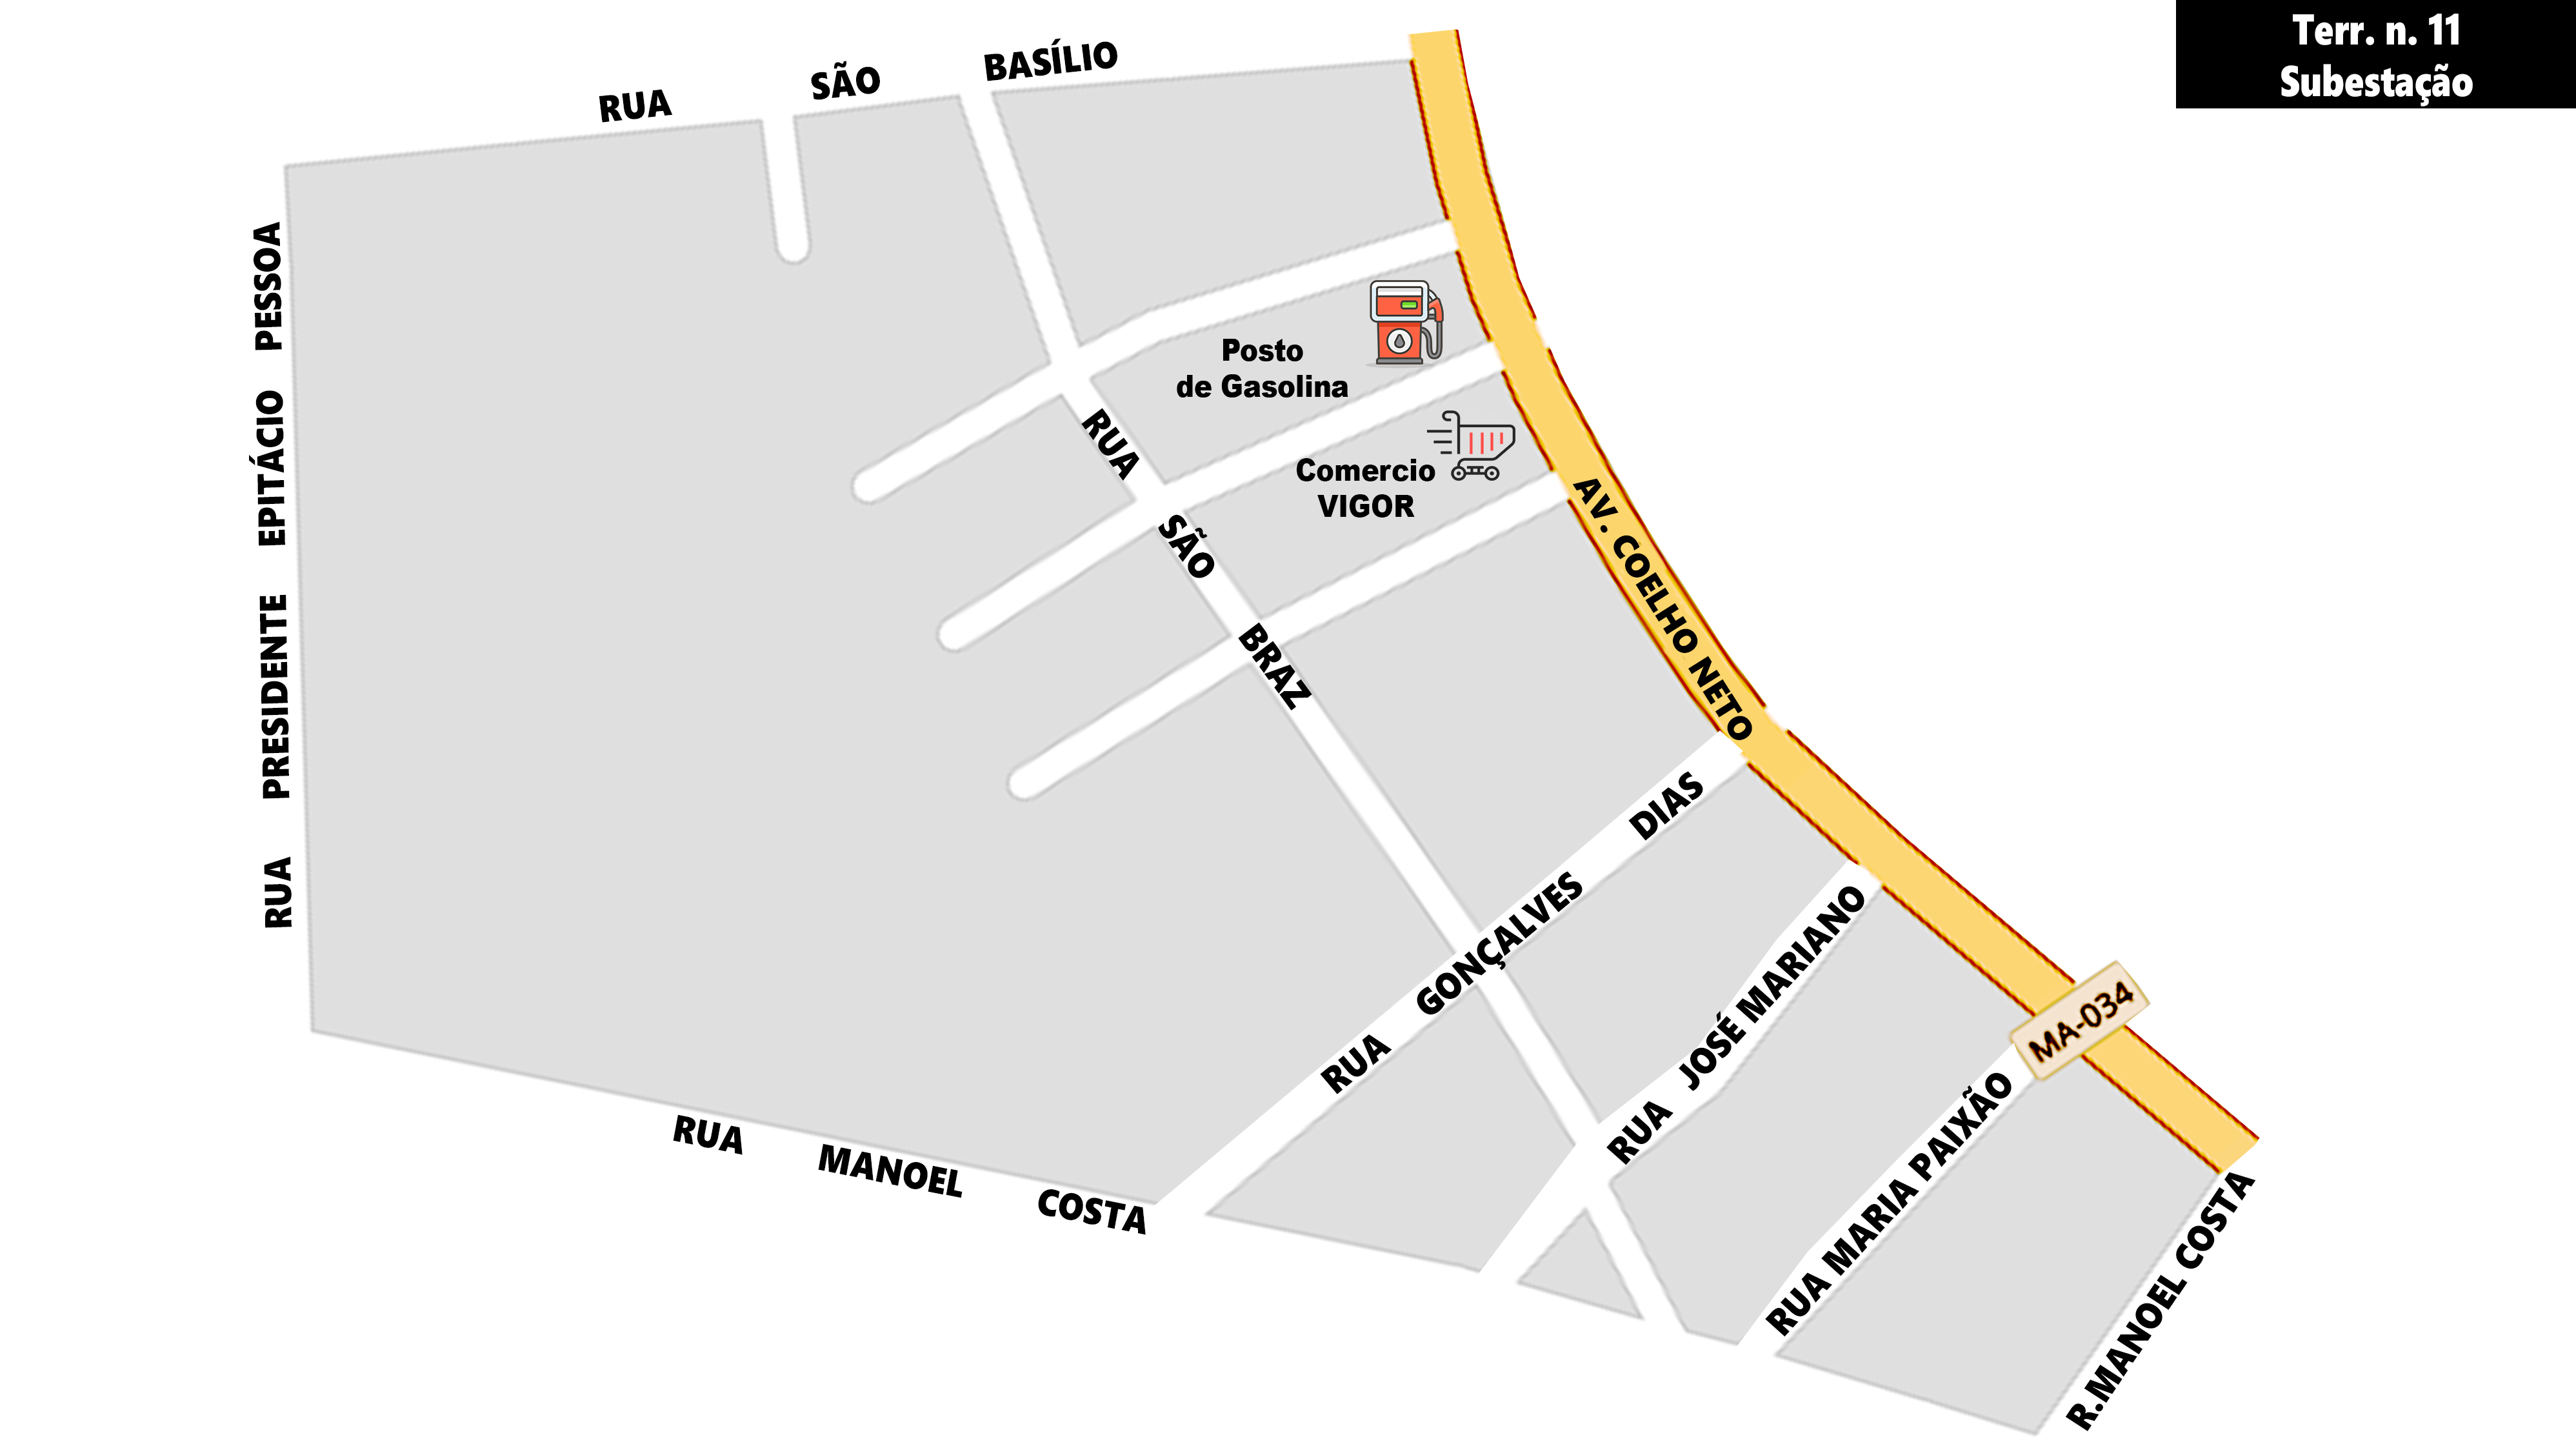 Terr. n. 11
Subestação
RUA SÃO BASÍLIO
RUA PRESIDENTE EPITÁCIO PESSOA
Posto
de Gasolina
Comercio
VIGOR
RUA SÃO BRAZ
AV. COELHO NETO
RUA GONÇALVES DIAS
RUA JOSÉ MARIANO
MA-034
RUA MARIA PAIXÃO
RUA MANOEL COSTA
R.MANOEL COSTA